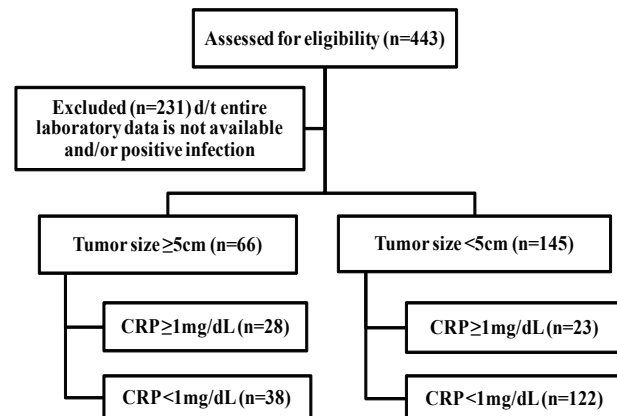 Assessed for eligibility (n=443)
Excluded (n=231) d/t entire
laboratory data is not available
and/or positive infection
Tumor size ≥5cm (n=66)
Tumor size <5cm (n=145)
CRP≥1mg/dL (n=28)
CRP≥1mg/dL (n=23)
CRP<1mg/dL (n=38)
CRP<1mg/dL (n=122)